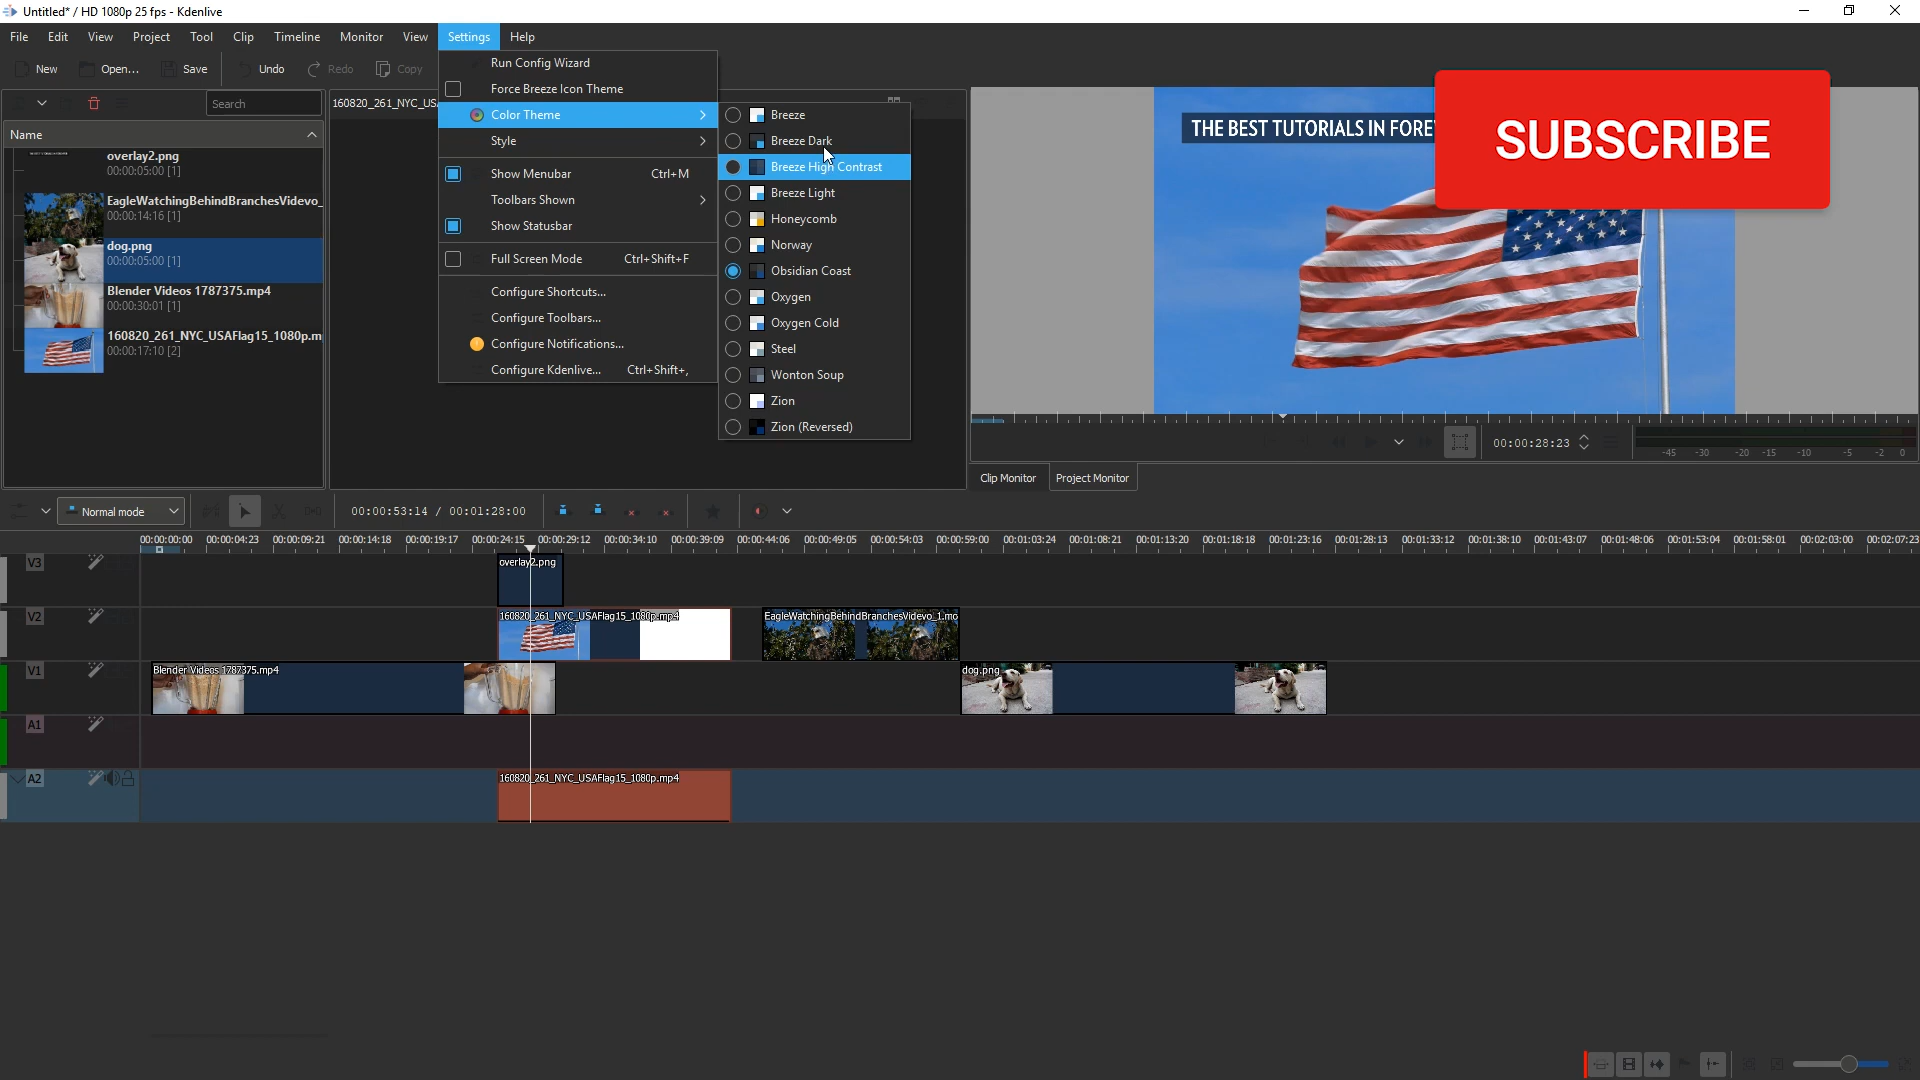 Untitled* / HD 1080p 25 fps - Kdenlive
File Edit View Project Tool Clip Timeline Monitor View Settings Help
New Open... Save Undo Redo Copy
Search
Name
overlay2.png
00:00:05:00 [1]
EagleWatchingBehindBranchesVidevo_
00:00:14:16 [1]
dog.png
00:00:05:00 [1]
Blender Videos 1787375.mp4
00:00:30:01 [1]
160820_261_NYC_USAFlag15_1080p.m
00:00:17:10 [2]
160820_261_NYC_US
Run Config Wizard
Force Breeze Icon Theme
Color Theme
Style
Show Menubar Ctrl+M
Toolbars Shown
Show Statusbar
Full Screen Mode Ctrl+Shift+F
Configure Shortcuts...
Configure Toolbars...
Configure Notifications...
Configure Kdenlive... Ctrl+Shift+,
Breeze
Breeze Dark
Breeze High Contrast
Breeze Light
Honeycomb
Norway
Obsidian Coast
Oxygen
Oxygen Cold
Steel
Wonton Soup
Zion
Zion (Reversed)
THE BEST TUTORIALS IN FORE
SUBSCRIBE
00:00:28:23
-45 -30 -20 -15 -10 -5 -2 0
Clip Monitor Project Monitor
Normal mode
00:00:53:14 / 00:01:28:00
00:00:00:00 00:00:04:23 00:00:09:21 00:00:14:18 00:00:19:17 00:00:24:15 00:00:29:12 00:00:34:10 00:00:39:09 00:00:44:06 00:00:49:05 00:00:54:03 00:00:59:00 00:01:03:24 00:01:08:21 00:01:13:20 00:01:18:18 00:01:23:16 00:01:28:13 00:01:33:12 00:01:38:10 00:01:43:07 00:01:48:06 00:01:53:04 00:01:58:01 00:02:03:00 00:02:07:23
V3
overlay2.png
V2
160820_261_NYC_USAFlag15_1080p.mp4
EagleWatchingBehindBranchesVidevo_1.mo
V1
Blender Videos 1787375.mp4
dog.png
A1
A2
160820_261_NYC_USAFlag15_1080p.mp4